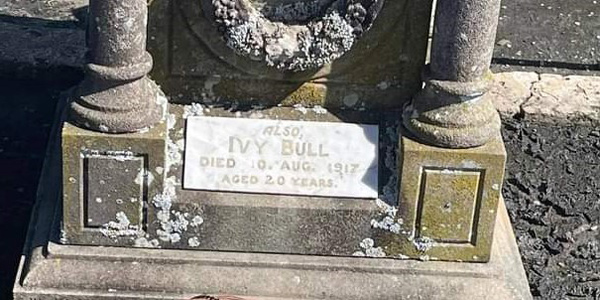 ALSO,
IVY BULL
DIED 10. AUG. 1917
AGED 20 YEARS.